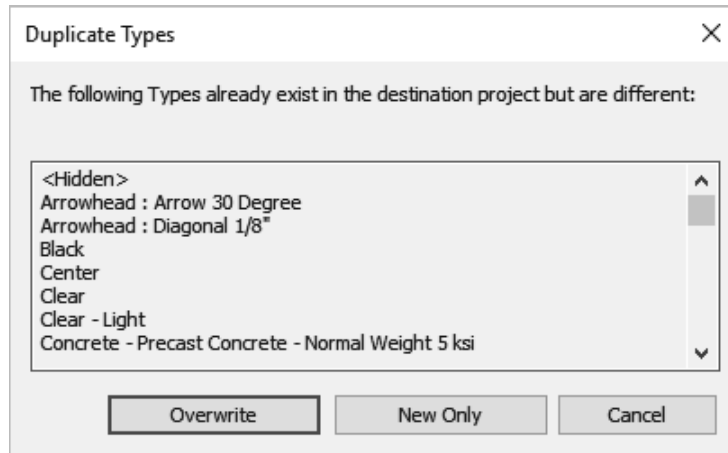 Duplicate Types
The following Types already exist in the destination project but are different:
<Hidden>
Arrowhead : Arrow 30 Degree
Arrowhead : Diagonal 1/8"
Black
Center
Clear
Clear - Light
Concrete - Precast Concrete - Normal Weight 5 ksi
Overwrite New Only Cancel